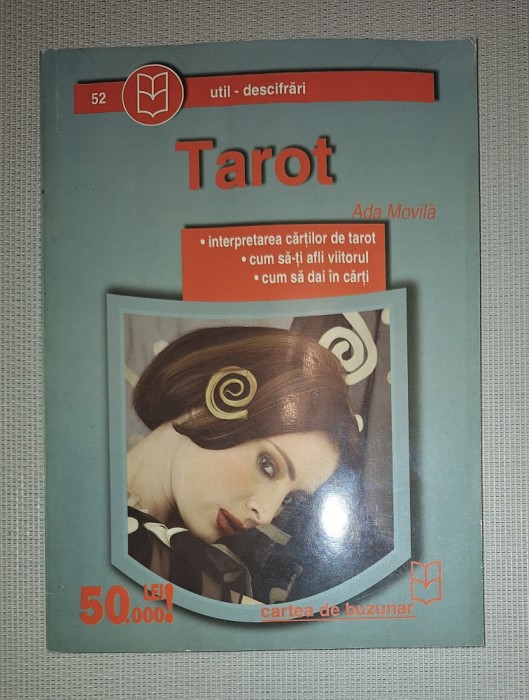 52
util - descifrări
Tarot
Ada Movilă
• interpretarea cărților de tarot
• cum să-ți afli viitorul
• cum să dai în cărți
50.000 LEI!
cartea de buzunar